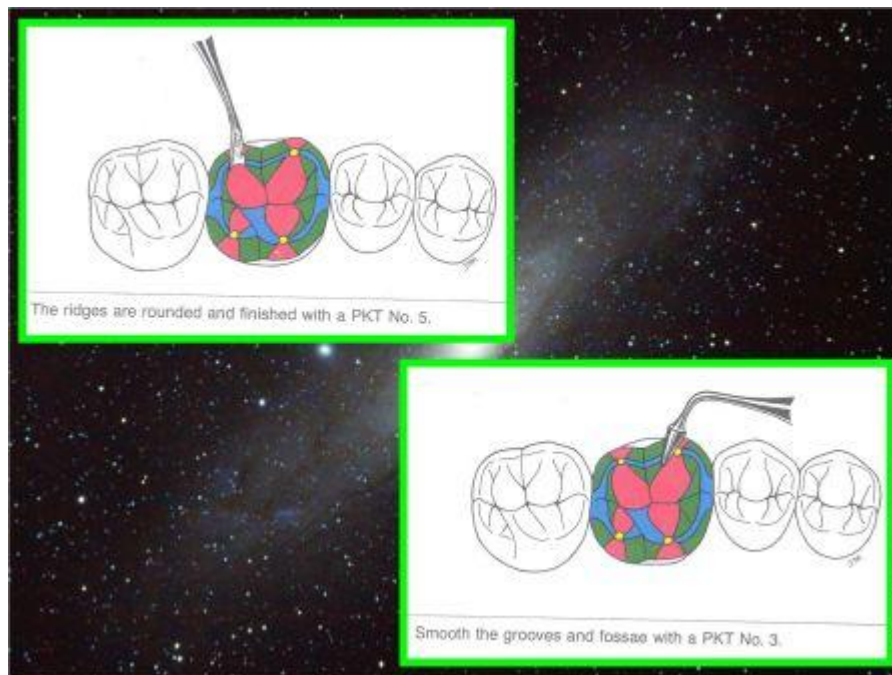 The ridges are rounded and finished with a PKT No. 5.
Smooth the grooves and fossae with a PKT No. 3.